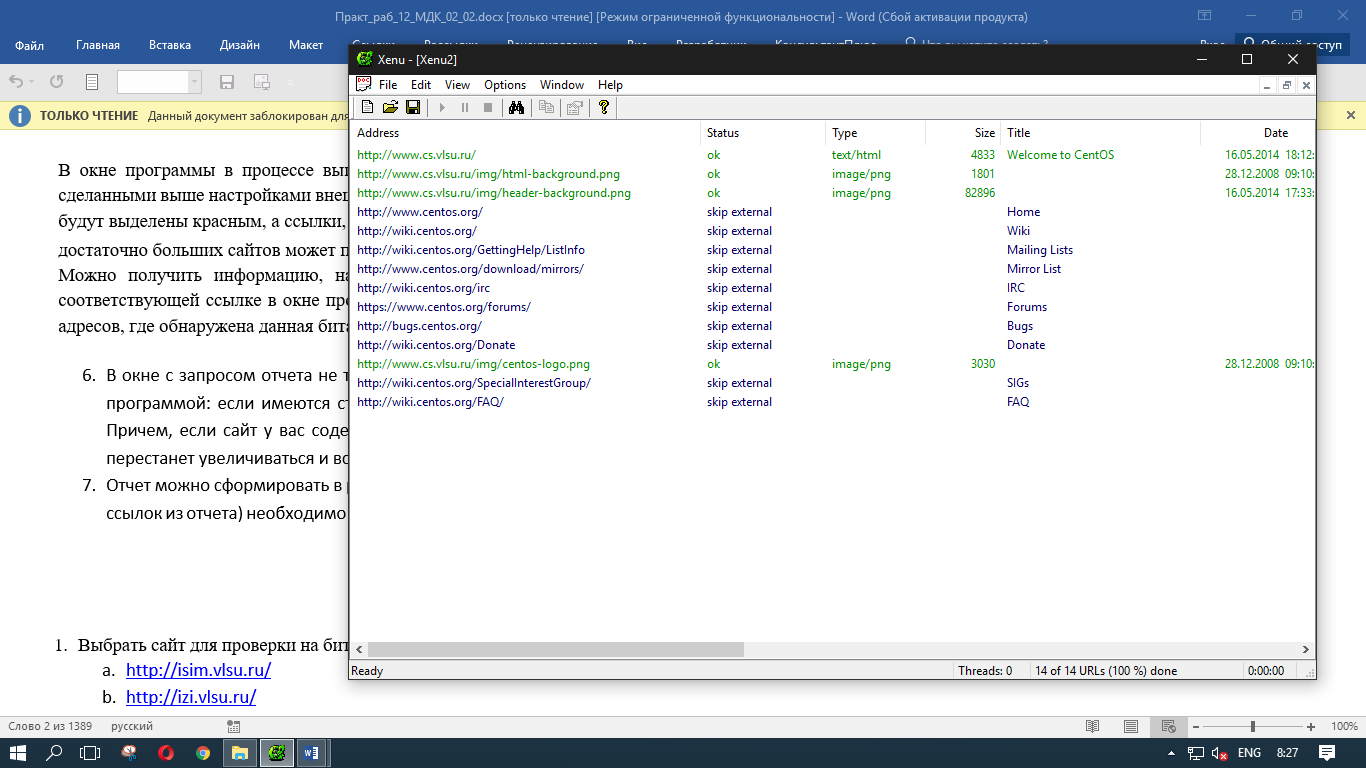 Практ_раб_12_МДК_02_02.docx [только чтение] [Режим ограниченной функциональности] - Word (Сбой активации продукта)
Файл Главная Вставка Дизайн Макет
Общий доступ
ТОЛЬКО ЧТЕНИЕ Данный документ заблокирован для
В окне программы в процессе вып
сделанными выше настройками внеш
будут выделены красным, а ссылки,
достаточно больших сайтов может п
Можно получить информацию, на
соответствующей ссылке в окне про
адресов, где обнаружена данная бита
6. В окне с запросом отчета не т
программой: если имеются ст
Причем, если сайт у вас соде
перестанет увеличиваться и во
7. Отчет можно сформировать в р
ссылок из отчета) необходимо
1. Выбрать сайт для проверки на бит
a. http://isim.vlsu.ru/
b. http://izi.vlsu.ru/
Xenu - [Xenu2]
File Edit View Options Window Help
Address Status Type Size Title Date
http://www.cs.vlsu.ru/ ok text/html 4833 Welcome to CentOS 16.05.2014 18:12:
http://www.cs.vlsu.ru/img/html-background.png ok image/png 1801 28.12.2008 09:10:
http://www.cs.vlsu.ru/img/header-background.png ok image/png 82896 16.05.2014 17:33:
http://www.centos.org/ skip external Home
http://wiki.centos.org/ skip external Wiki
http://wiki.centos.org/GettingHelp/ListInfo skip external Mailing Lists
http://www.centos.org/download/mirrors/ skip external Mirror List
http://wiki.centos.org/irc skip external IRC
https://www.centos.org/forums/ skip external Forums
http://bugs.centos.org/ skip external Bugs
http://wiki.centos.org/Donate skip external Donate
http://www.cs.vlsu.ru/img/centos-logo.png ok image/png 3030 28.12.2008 09:10:
http://wiki.centos.org/SpecialInterestGroup/ skip external SIGs
http://wiki.centos.org/FAQ/ skip external FAQ
Ready Threads: 0 14 of 14 URLs (100 %) done 0:00:00
Слово 2 из 1389 русский 100%
ENG 8:27